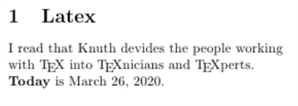 1 Latex
I read that Knuth devides the people working
with TEX into TEXnicians and TEXperts.
Today is March 26, 2020.